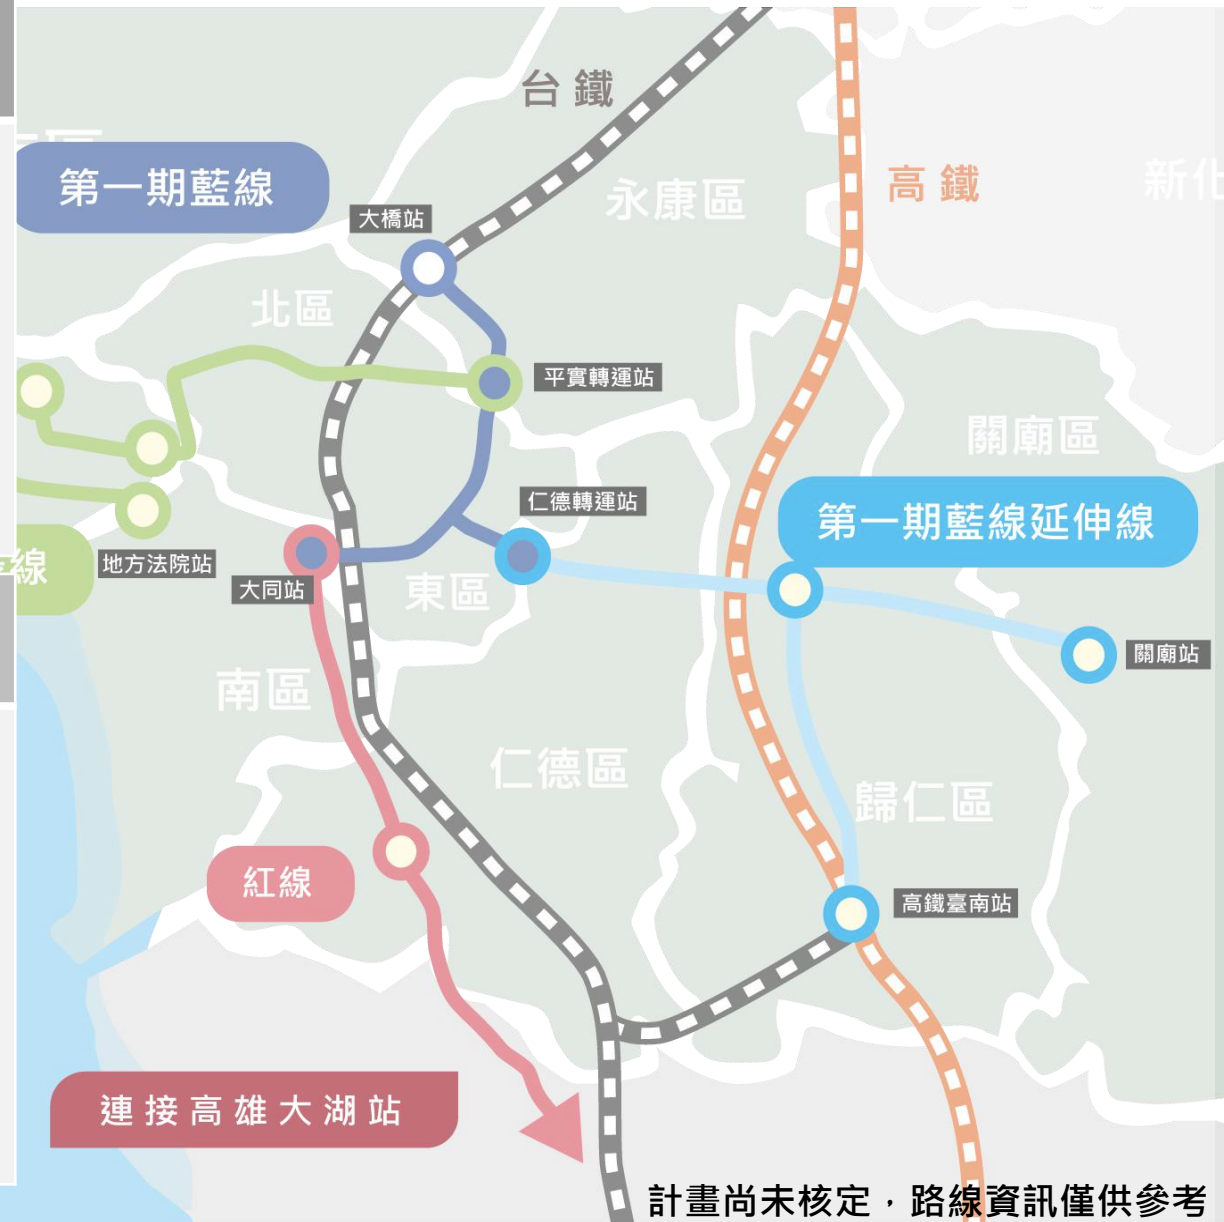 台鐵
第一期藍線
高鐵
新化
永康區
大橋站
北區
平實轉運站
關廟區
仁德轉運站
第一期藍線延伸線
線
地方法院站
大同站
東區
關廟站
南區
仁德區
歸仁區
紅線
高鐵臺南站
連接高雄大湖站
計畫尚未核定，路線資訊僅供參考